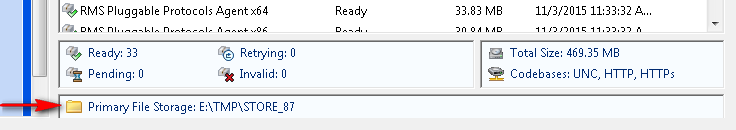 RMS Pluggable Protocols Agent x64 Ready 33.83 MB 11/3/2015 11:33:32 A...
RMS Pluggable Protocols Agent x86 Ready 30.84 MB 11/3/2015 11:33:32 A...
Ready: 33 Retrying: 0 Total Size: 469.35 MB
Pending: 0 Invalid: 0 Codebases: UNC, HTTP, HTTPs
Primary File Storage: E:\TMP\STORE_87